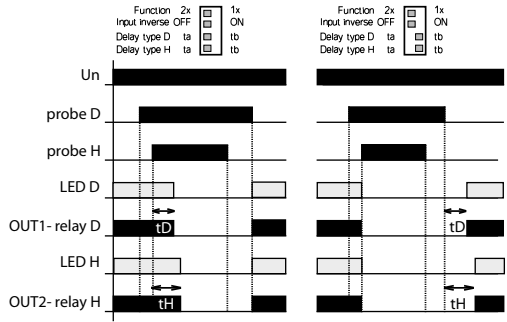 Function 2x 1x
Input inverse OFF ON
Delay type D ta tb
Delay type H ta tb
Function 2x 1x
Input inverse OFF ON
Delay type D ta tb
Delay type H ta tb
Un
probe D
probe H
LED D
OUT1- relay D tD tD
LED H
OUT2- relay H tH tH